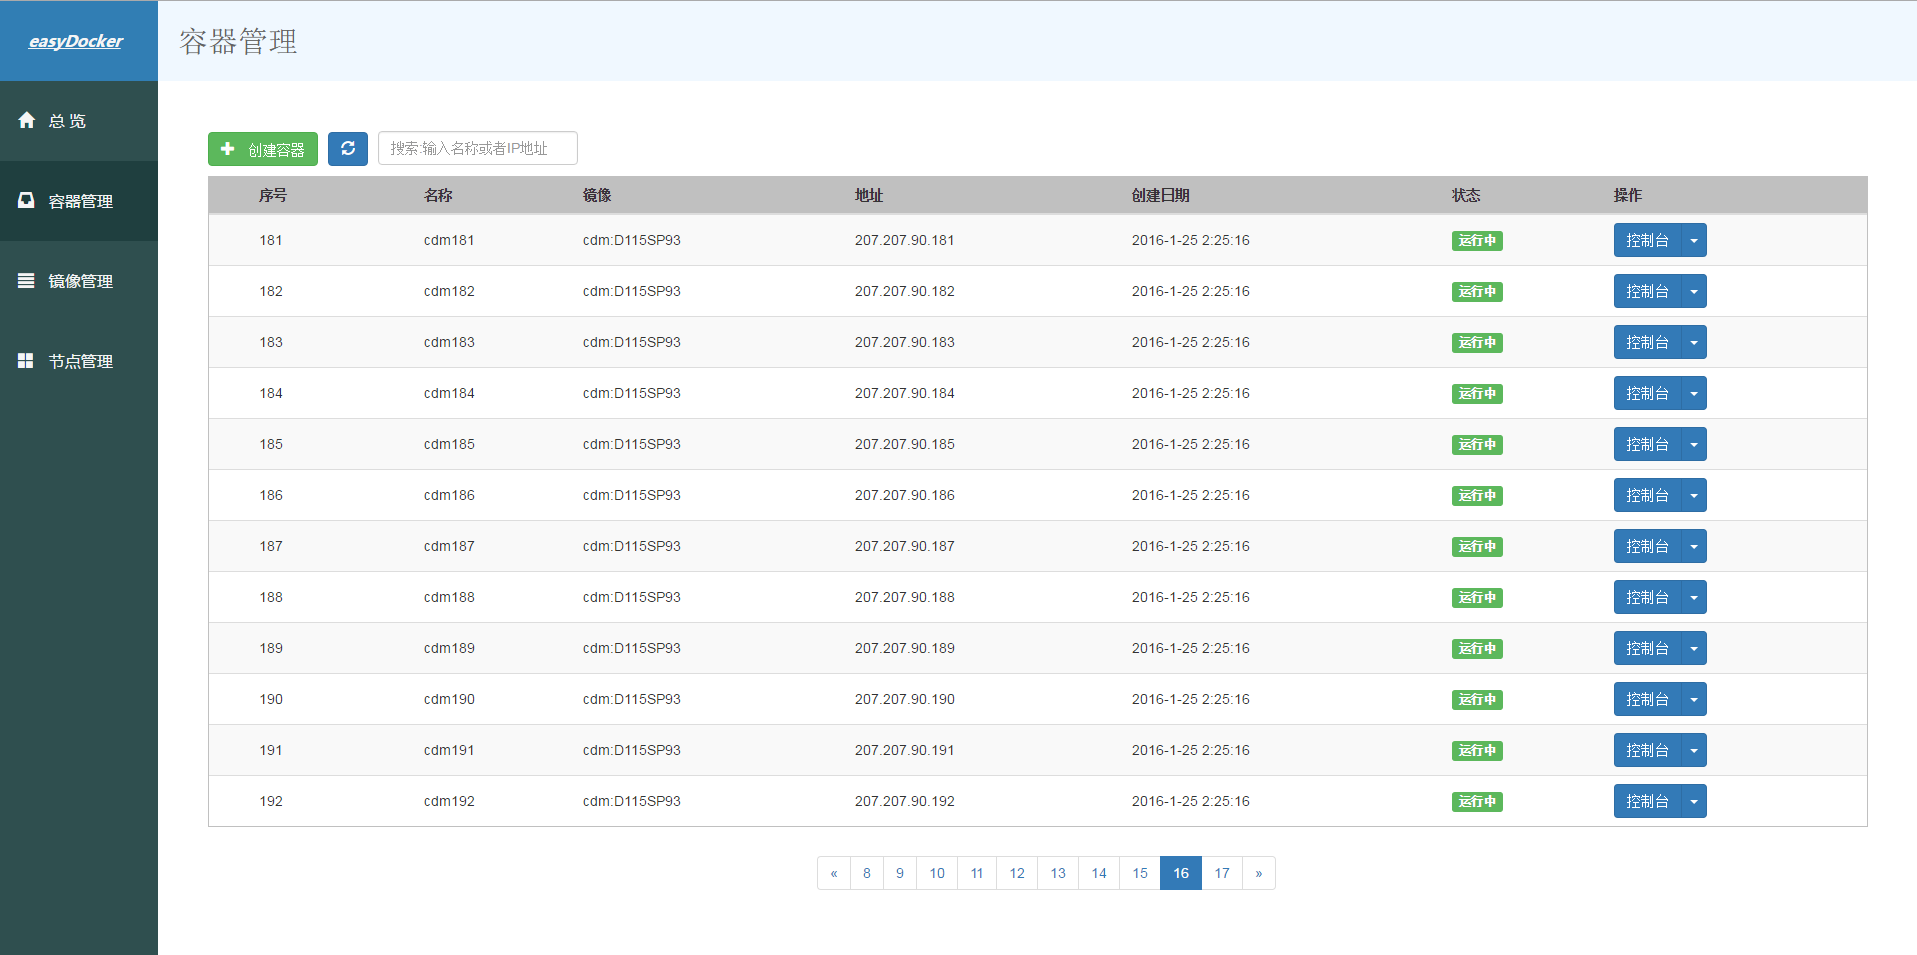 easyDocker
容器管理
总 览
容器管理
镜像管理
节点管理
创建容器 搜索:输入名称或者IP地址
序号 名称 镜像 地址 创建日期 状态 操作
181 cdm181 cdm:D115SP93 207.207.90.181 2016-1-25 2:25:16 运行中 控制台
182 cdm182 cdm:D115SP93 207.207.90.182 2016-1-25 2:25:16 运行中 控制台
183 cdm183 cdm:D115SP93 207.207.90.183 2016-1-25 2:25:16 运行中 控制台
184 cdm184 cdm:D115SP93 207.207.90.184 2016-1-25 2:25:16 运行中 控制台
185 cdm185 cdm:D115SP93 207.207.90.185 2016-1-25 2:25:16 运行中 控制台
186 cdm186 cdm:D115SP93 207.207.90.186 2016-1-25 2:25:16 运行中 控制台
187 cdm187 cdm:D115SP93 207.207.90.187 2016-1-25 2:25:16 运行中 控制台
188 cdm188 cdm:D115SP93 207.207.90.188 2016-1-25 2:25:16 运行中 控制台
189 cdm189 cdm:D115SP93 207.207.90.189 2016-1-25 2:25:16 运行中 控制台
190 cdm190 cdm:D115SP93 207.207.90.190 2016-1-25 2:25:16 运行中 控制台
191 cdm191 cdm:D115SP93 207.207.90.191 2016-1-25 2:25:16 运行中 控制台
192 cdm192 cdm:D115SP93 207.207.90.192 2016-1-25 2:25:16 运行中 控制台
« 8 9 10 11 12 13 14 15 16 17 »